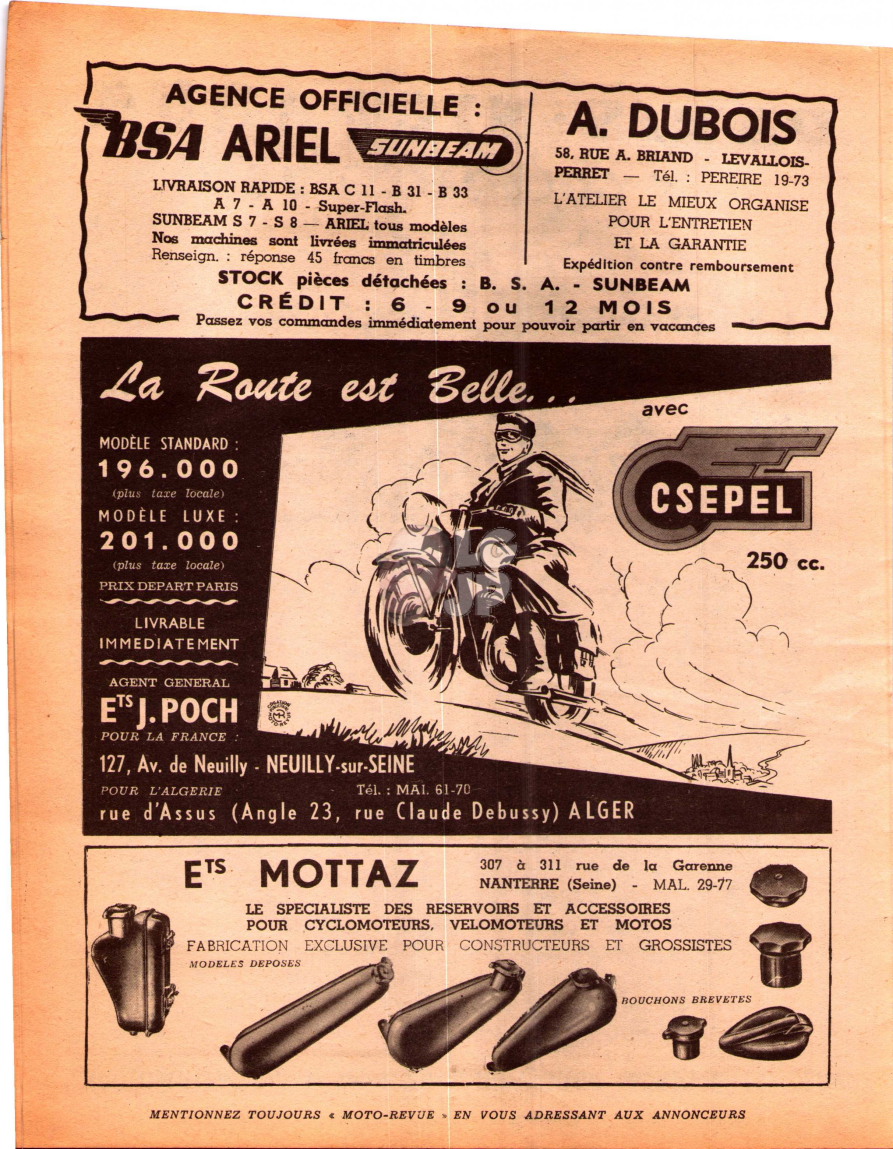 AGENCE OFFICIELLE :
BSA ARIEL SUNBEAM
LIVRAISON RAPIDE : BSA C 11 - B 31 - B 33
A 7 - A 10 - Super-Flash.
SUNBEAM S 7 - S 8 — ARIEL tous modèles
Nos machines sont livrées immatriculées
Renseign. : réponse 45 francs en timbres
A. DUBOIS
58, RUE A. BRIAND - LEVALLOIS-
PERRET — Tél. : PEREIRE 19-73
L'ATELIER LE MIEUX ORGANISE
POUR L'ENTRETIEN
ET LA GARANTIE
Expédition contre remboursement
STOCK pièces détachées : B. S. A. - SUNBEAM
CRÉDIT : 6 - 9 ou 12 MOIS
Passez vos commandes immédiatement pour pouvoir partir en vacances
La Route est Belle...
avec
CSEPEL
250 cc.
MODÈLE STANDARD :
196.000
(plus taxe locale)
MODÈLE LUXE :
201.000
(plus taxe locale)
PRIX DEPART PARIS
LIVRABLE
IMMEDIATEMENT
AGENT GENERAL
ETS J. POCH
POUR LA FRANCE :
127, Av. de Neuilly - NEUILLY-sur-SEINE
POUR L'ALGERIE
Tél. : MAI. 61-70
rue d'Assus (Angle 23, rue Claude Debussy) ALGER
ETS MOTTAZ
307 à 311 rue de la Garenne
NANTERRE (Seine) - MAL. 29-77
LE SPECIALISTE DES RESERVOIRS ET ACCESSOIRES
POUR CYCLOMOTEURS, VELOMOTEURS ET MOTOS
FABRICATION EXCLUSIVE POUR CONSTRUCTEURS ET GROSSISTES
MODELES DEPOSES
BOUCHONS BREVETES
MENTIONNEZ TOUJOURS « MOTO-REVUE » EN VOUS ADRESSANT AUX ANNONCEURS